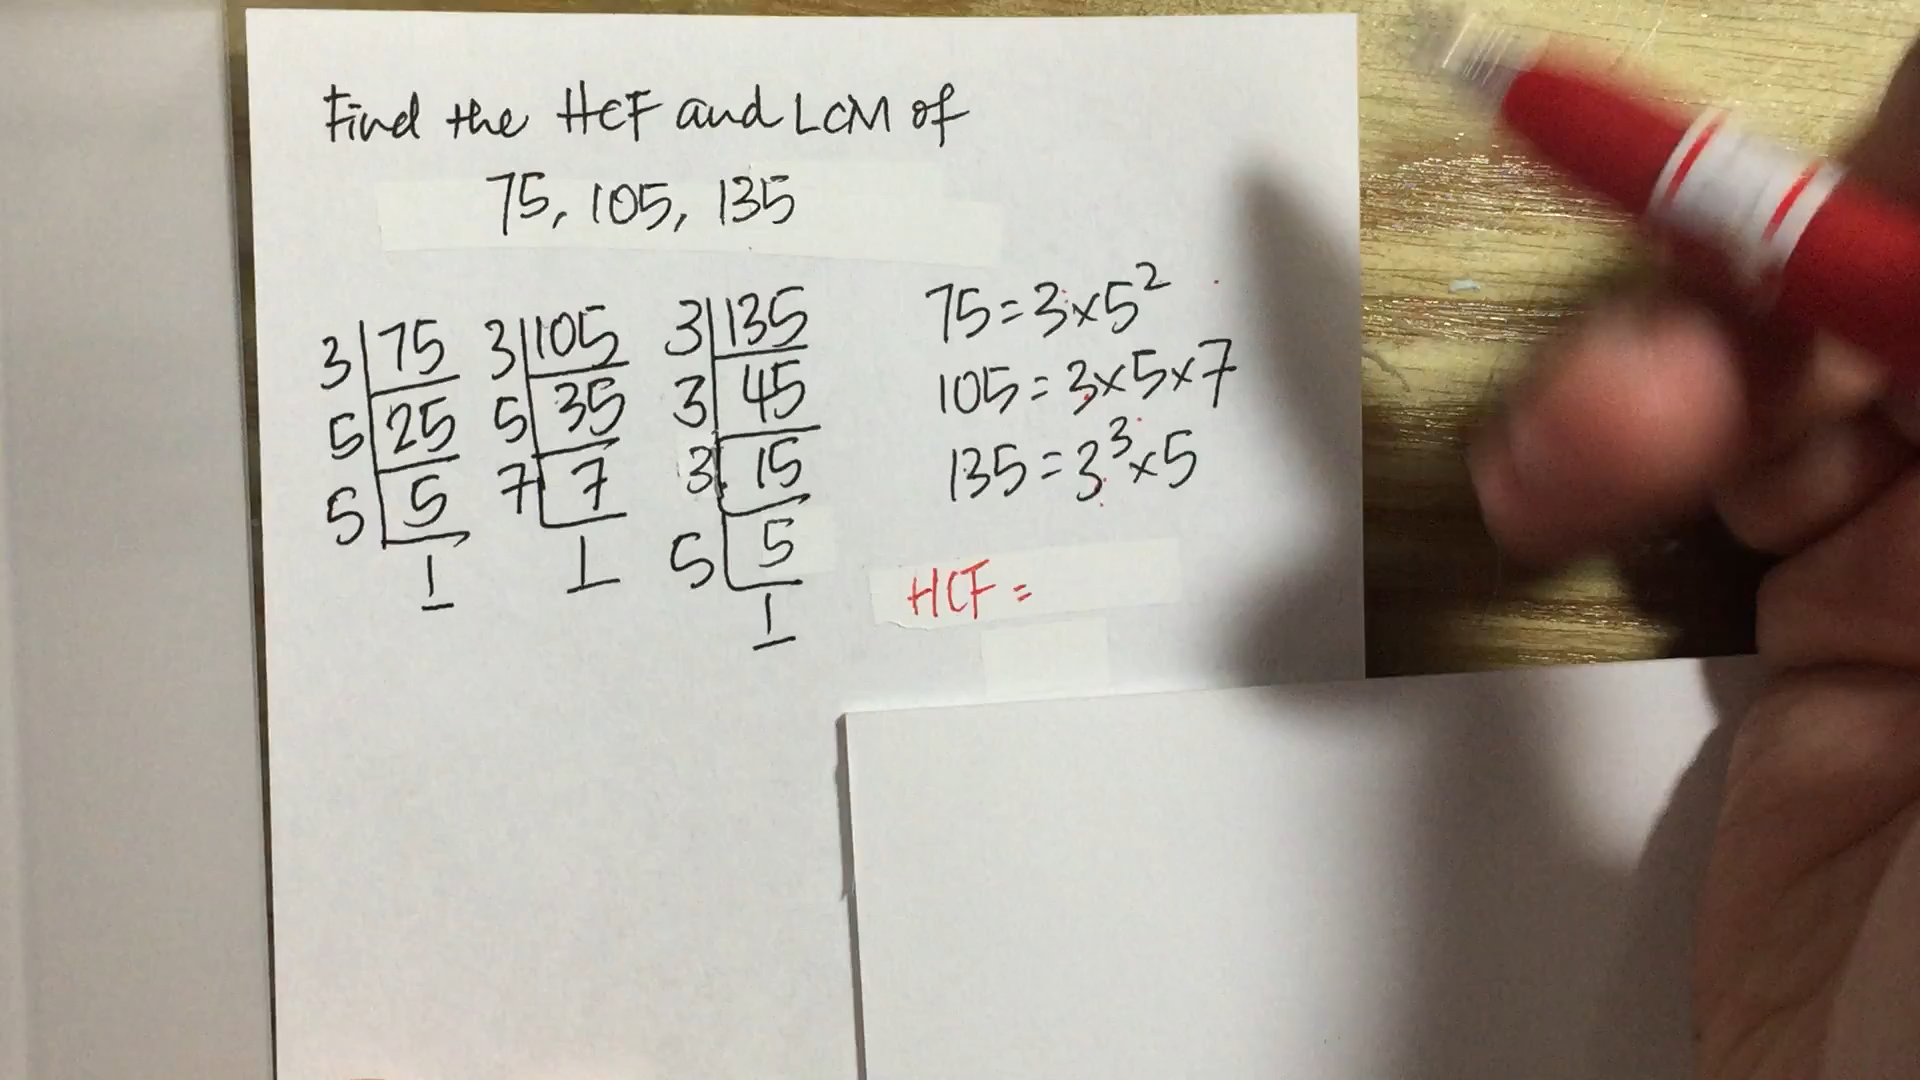 Find the HCF and LCM of
75, 105, 135
3 75
5 25
5 5
1
3 105
5 35
7 7
1
3 135
3 45
3 15
5 5
1
75 = 3 × 5²
105 = 3 × 5 × 7
135 = 3³ × 5
HCF =